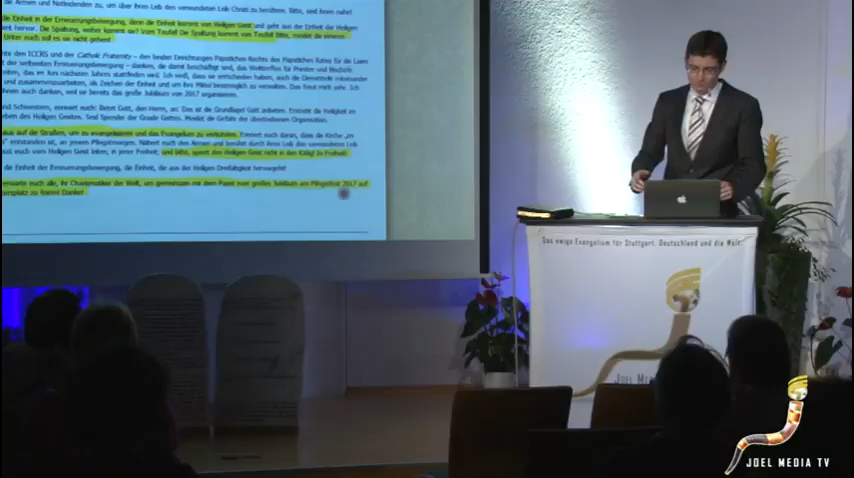 die Armen und Notleidenden zu, um über ihren Leib den verwundeten Leib Christi zu berühren. Bitte, sind ihnen nahe!
die Einheit in der Erneuerungsbewegung, denn die Einheit kommt vom Heiligen Geist und geht aus der Einheit der Heiligen
hervor. Die Spaltung, woher kommt sie? Vom Teufel! Die Spaltung kommt vom Teufel. Bitte, meidet die inneren
Unter euch soll es sie nicht geben!
den ICCRS und der Catholic Fraternity – den beiden Einrichtungen Päpstlichen Rechts des Päpstlichen Rates für die Laien
der weltweiten Erneuerungsbewegung – danken, die damit beschäftigt sind, das Welttreffen für Priester und Bischöfe
das im Juni nächsten Jahres stattfinden wird. Ich weiß, dass sie entschieden haben, auch die Dienststelle miteinander
und zusammenzuarbeiten, als Zeichen der Einheit und um ihre Mittel bestmöglich zu verwalten. Das freut mich sehr. Ich
ihnen auch danken, weil sie bereits das große Jubiläum von 2017 organisieren.
und Schwestern, erinnert euch: Betet Gott, den Herrn, an: Das ist die Grundlage! Gott anbeten. Erstrebt die Heiligkeit im
Leben des Heiligen Geistes. Seid Spender der Gnade Gottes. Meidet die Gefahr der übertriebenen Organisation.
aus auf die Straßen, um zu evangelisieren und das Evangelium zu verkünden. Erinnert euch daran, dass die Kirche „im
entstanden ist, an jenem Pfingstmorgen. Nähert euch den Armen und berührt durch ihren Leib den verwundeten Leib
euch vom Heiligen Geist leiten, in jener Freiheit, und bitte, sperrt den Heiligen Geist nicht in den Käfig! In Freiheit!
die Einheit der Erneuerungsbewegung, die Einheit, die aus der Heiligen Dreifaltigkeit hervorgeht!
erwarte euch alle, ihr Charismatiker der Welt, um gemeinsam mit dem Papst euer großes Jubiläum am Pfingstfest 2017 auf
zu feiern! Danke!
Das ewige Evangelium für Stuttgart, Deutschland und die Welt
Joel Me
JOEL MEDIA TV